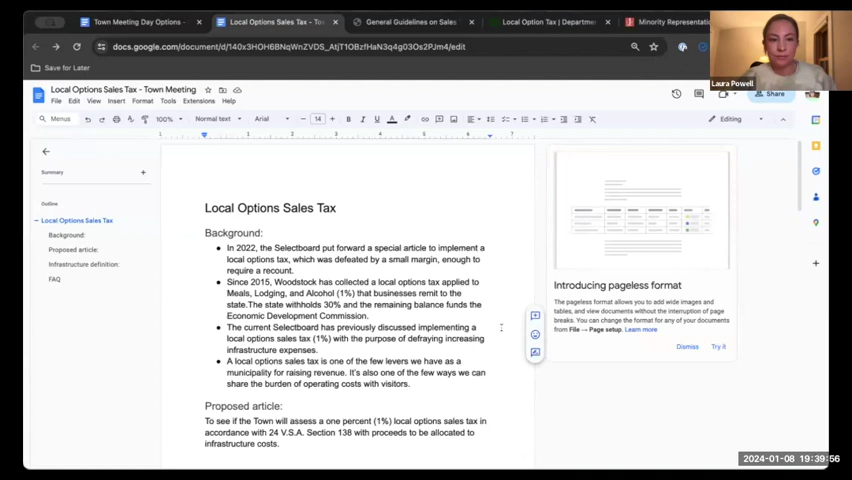 Town Meeting Day Options -
Local Options Sales Tax - To
General Guidelines on Sales
Local Option Tax | Departme
Minority Representa
docs.google.com/document/d/140x3HOH6BNqWnZVDS_AtjT1OBzfHaN3q4g03Os2PJm4/edit
Save for Later
Laura Powell
Local Options Sales Tax - Town Meeting
File Edit View Insert Format Tools Extensions Help
Share
Menus 100% Normal text Arial 14 B I U A Editing
1 1 2 3 4 5 6 7
Summary
Outline
Local Options Sales Tax
Background:
Proposed article:
Infrastructure definition:
FAQ
Local Options Sales Tax
Background:
In 2022, the Selectboard put forward a special article to implement a
local options tax, which was defeated by a small margin, enough to
require a recount.
Since 2015, Woodstock has collected a local options tax applied to
Meals, Lodging, and Alcohol (1%) that businesses remit to the
state.The state withholds 30% and the remaining balance funds the
Economic Development Commission.
The current Selectboard has previously discussed implementing a
local options sales tax (1%) with the purpose of defraying increasing
infrastructure expenses.
A local options sales tax is one of the few levers we have as a
municipality for raising revenue. It's also one of the few ways we can
share the burden of operating costs with visitors.
Proposed article:
To see if the Town will assess a one percent (1%) local options sales tax in
accordance with 24 V.S.A. Section 138 with proceeds to be allocated to
infrastructure costs.
Introducing pageless format
The pageless format allows you to add wide images and
tables, and view documents without the interruption of page
breaks. You can change the format for any of your documents
from File → Page setup. Learn more
Dismiss Try it
2024-01-08 19:39:56